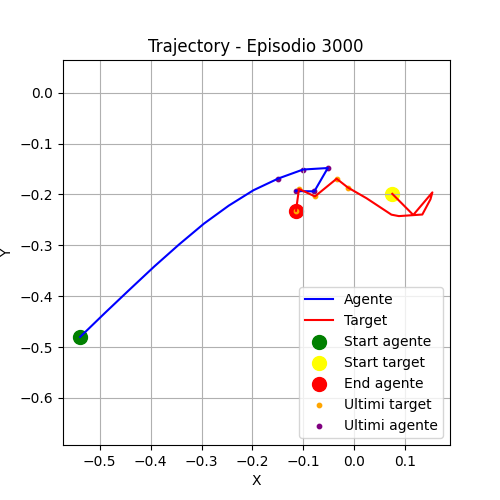 Trajectory - Episodio 3000
Y
0.0
−0.1
−0.2
−0.3
−0.4
−0.5
−0.6
Agente
Target
Start agente
Start target
End agente
Ultimi target
Ultimi agente
−0.5 −0.4 −0.3 −0.2 −0.1 0.0 0.1
X